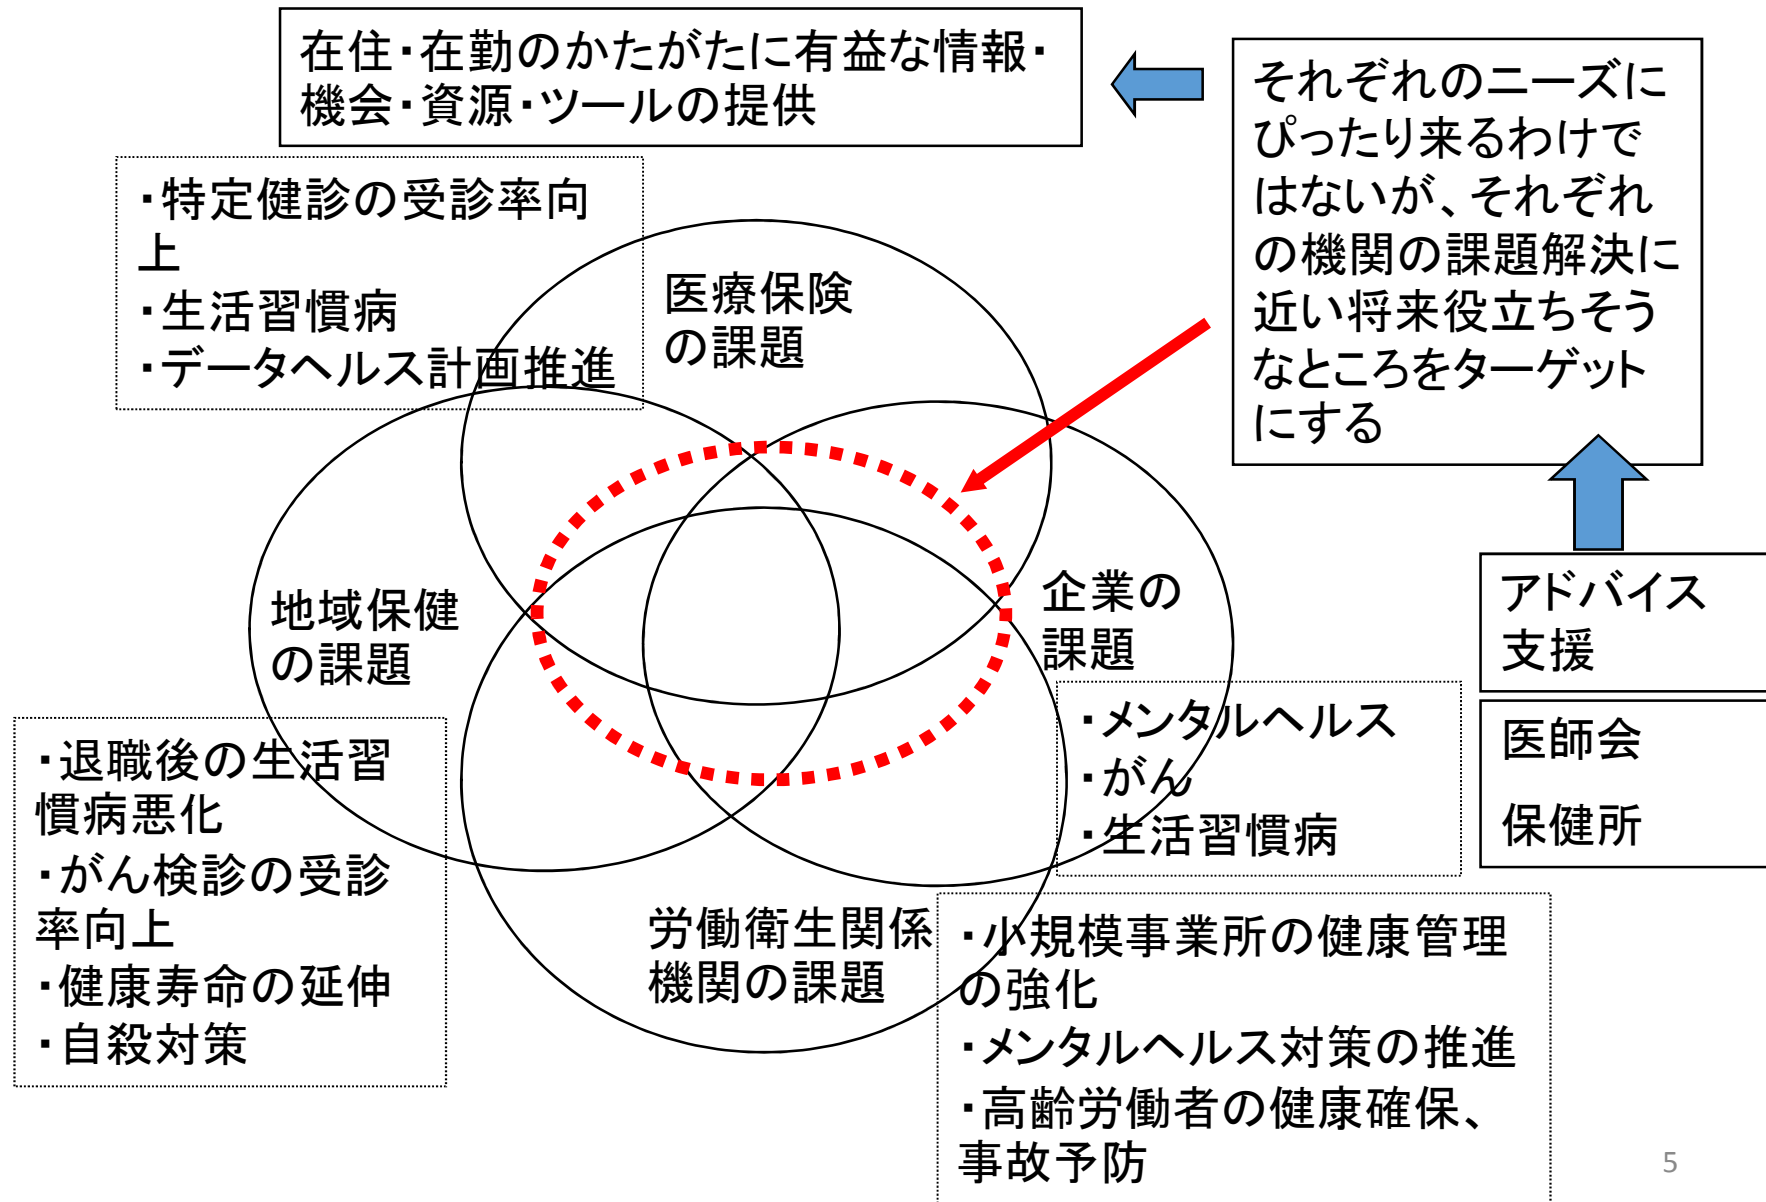 在住・在勤のかたがたに有益な情報・
機会・資源・ツールの提供
それぞれのニーズに
ぴったり来るわけで
はないが、それぞれ
の機関の課題解決に
近い将来役立ちそう
なところをターゲット
にする
・特定健診の受診率向
上
・生活習慣病
・データヘルス計画推進
医療保険
の課題
地域保健
の課題
企業の
課題
アドバイス
支援
医師会
保健所
・メンタルヘルス
・がん
・生活習慣病
・退職後の生活習
慣病悪化
・がん検診の受診
率向上
・健康寿命の延伸
・自殺対策
労働衛生関係
機関の課題
・小規模事業所の健康管理
の強化
・メンタルヘルス対策の推進
・高齢労働者の健康確保、
事故予防
5